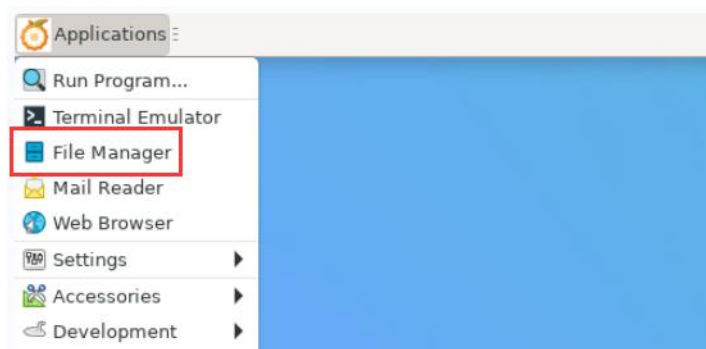 Applications
Run Program...
Terminal Emulator
File Manager
Mail Reader
Web Browser
Settings
Accessories
Development